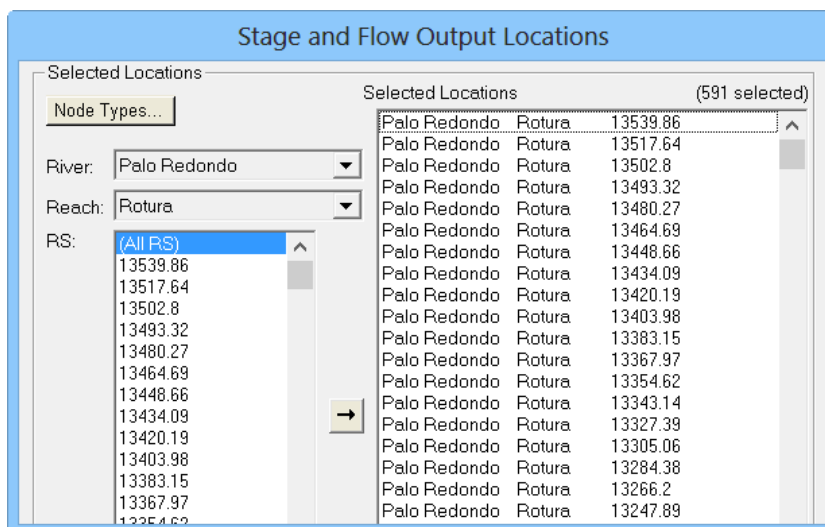 Stage and Flow Output Locations
Selected Locations
Node Types...
River: Palo Redondo
Reach: Rotura
RS: (All RS)
13539.86
13517.64
13502.8
13493.32
13480.27
13464.69
13448.66
13434.09
13420.19
13403.98
13383.15
13367.97
13354.62
→
Selected Locations (591 selected)
Palo Redondo Rotura 13539.86
Palo Redondo Rotura 13517.64
Palo Redondo Rotura 13502.8
Palo Redondo Rotura 13493.32
Palo Redondo Rotura 13480.27
Palo Redondo Rotura 13464.69
Palo Redondo Rotura 13448.66
Palo Redondo Rotura 13434.09
Palo Redondo Rotura 13420.19
Palo Redondo Rotura 13403.98
Palo Redondo Rotura 13383.15
Palo Redondo Rotura 13367.97
Palo Redondo Rotura 13354.62
Palo Redondo Rotura 13343.14
Palo Redondo Rotura 13327.39
Palo Redondo Rotura 13305.06
Palo Redondo Rotura 13284.38
Palo Redondo Rotura 13266.2
Palo Redondo Rotura 13247.89